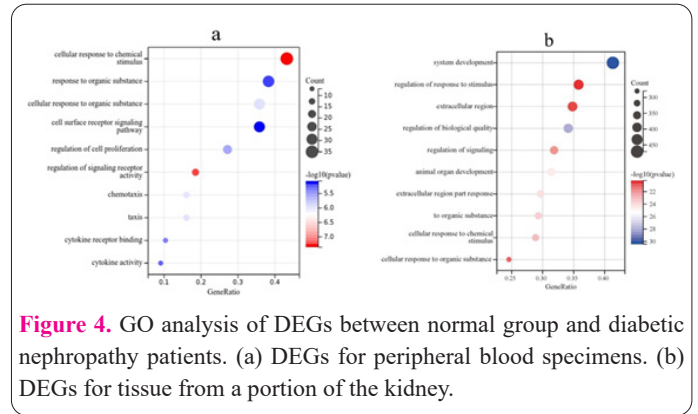 a
cellular response to chemical
stimulus
response to organic substance
cellular response to organic substance
cell surface receptor signaling
pathway
regulation of cell proliferation
regulation of signaling receptor
activity
chemotaxis
taxis
cytokine receptor binding
cytokine activity
0.1 0.2 0.3 0.4
GeneRatio
Count
10
15
20
25
30
35
-log10(pvalue)
5.5
6.0
6.5
7.0
b
system development
regulation of response to stimulus
extracellular region
regulation of biological quality
regulation of signaling
animal organ development
extracellular region part response
to organic substance
cellular response to chemical
stimulus
cellular response to organic substance
0.25 0.30 0.35 0.40
GeneRatio
Count
300
350
400
450
-log10(pvalue)
22
24
26
28
30
Figure 4. GO analysis of DEGs between normal group and diabetic
nephropathy patients. (a) DEGs for peripheral blood specimens. (b)
DEGs for tissue from a portion of the kidney.